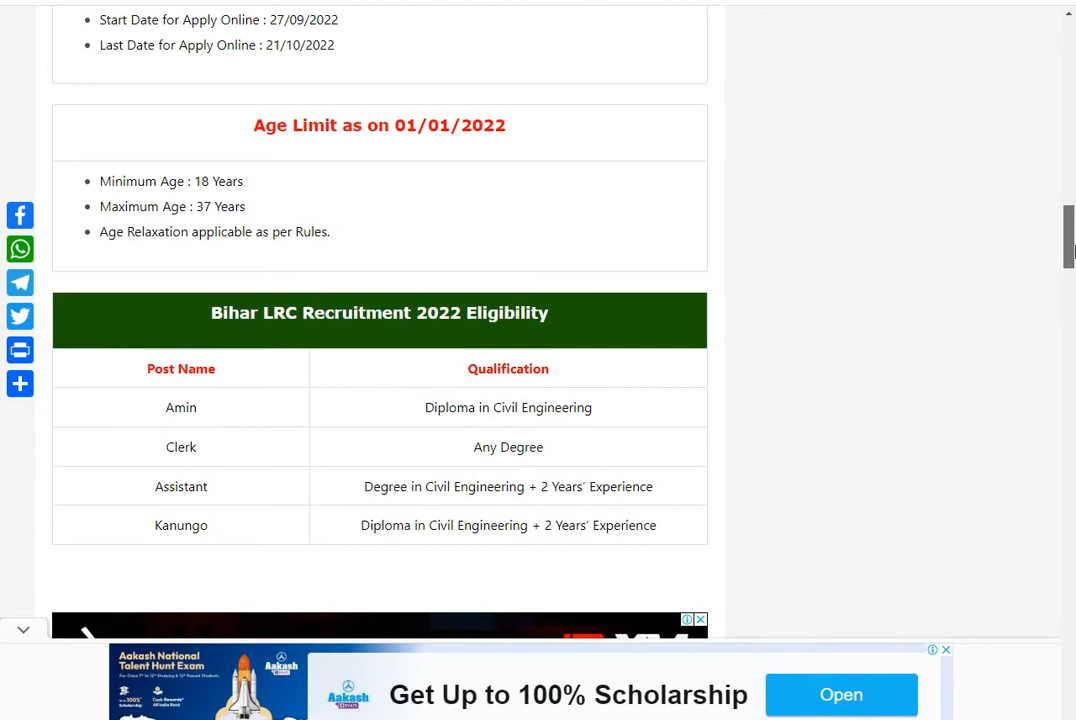 Start Date for Apply Online : 27/09/2022
Last Date for Apply Online : 21/10/2022
Age Limit as on 01/01/2022
Minimum Age : 18 Years
Maximum Age : 37 Years
Age Relaxation applicable as per Rules.
Bihar LRC Recruitment 2022 Eligibility
Post Name Qualification
Amin Diploma in Civil Engineering
Clerk Any Degree
Assistant Degree in Civil Engineering + 2 Years' Experience
Kanungo Diploma in Civil Engineering + 2 Years' Experience
Aakash National
Talent Hunt Exam
Aakash
Aakash
Get Up to 100% Scholarship
Open